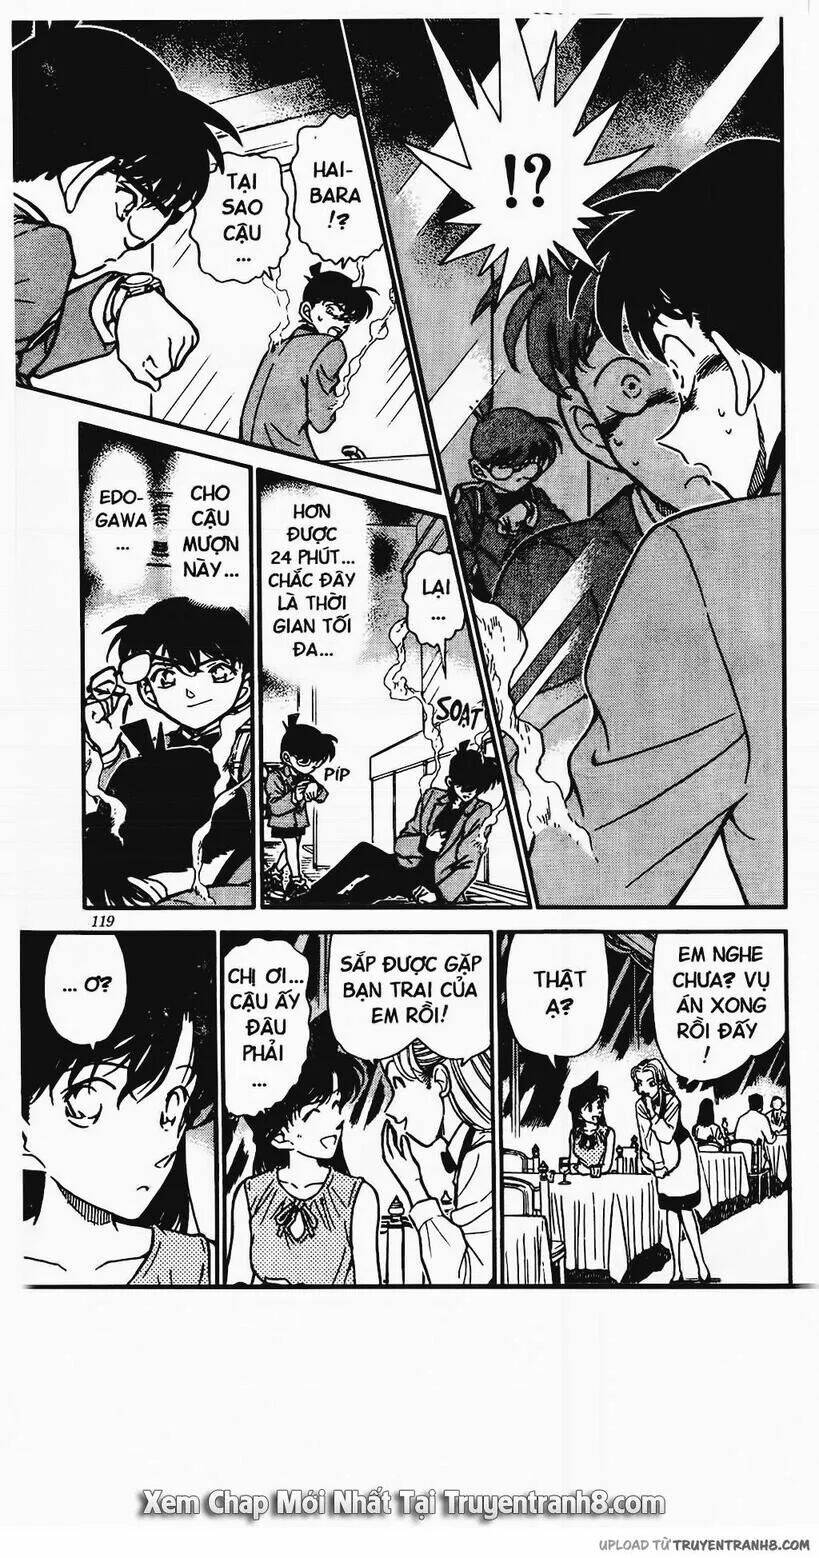 !?
HAI-
BARA
!?
TẠI
SAO
CẬU
...
LẠI
...
SOẠT
HƠN
ĐƯỢC
24 PHÚT...
CHẮC ĐÂY
LÀ THỜI
GIAN TỐI
ĐA...
PÍP
CHO
CẬU
MƯỢN
NÀY...
EDO-
GAWA
...
119
EM NGHE
CHƯA? VỤ
ÁN XONG
RỒI ĐẤY
!
THẬT
Ạ?
SẮP ĐƯỢC GẶP
BẠN TRAI CỦA
EM RỒI!
CHỊ ƠI...
CẬU ẤY
ĐÂU
PHẢI
...
... Ơ?
Xem Chap Mới Nhất Tại Truyentranh8.com
UPLOAD TỪ TRUYENTRANH8.COM